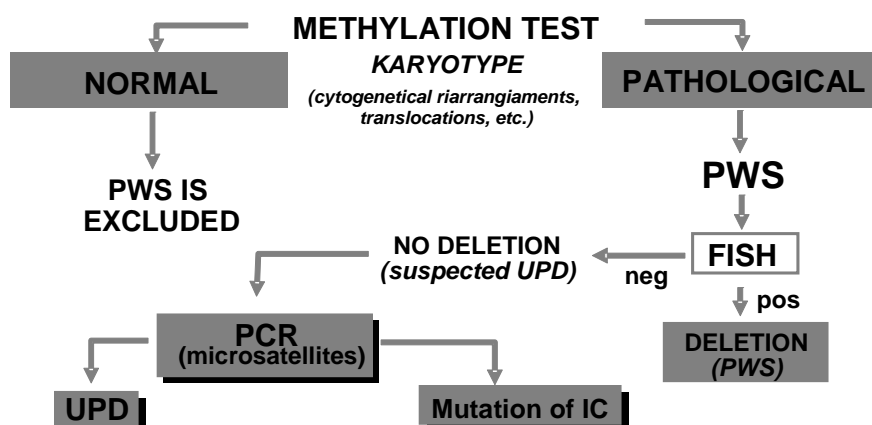 METHYLATION TEST
KARYOTYPE
(cytogenetical riarrangiaments,
translocations, etc.)
NORMAL
PATHOLOGICAL
PWS IS
EXCLUDED
PWS
FISH
neg
pos
NO DELETION
(suspected UPD)
DELETION
(PWS)
PCR
(microsatellites)
UPD
Mutation of IC